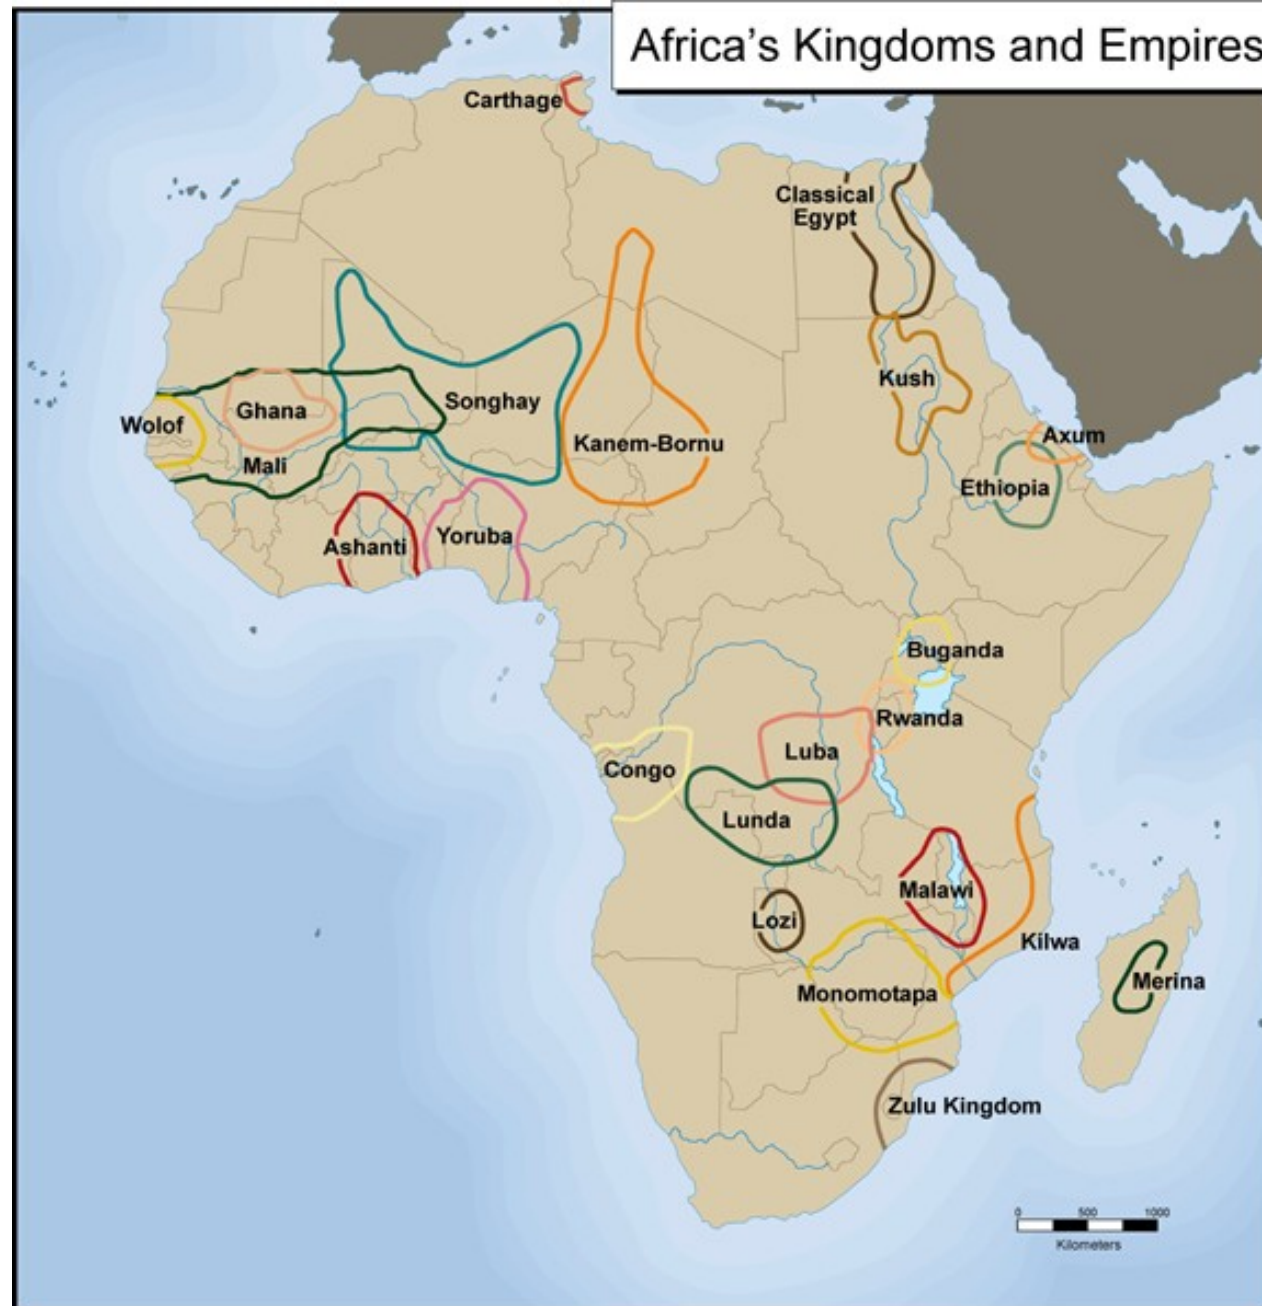 Africa's Kingdoms and Empires
Carthage
Classical
Egypt
Kush
Wolof
Ghana
Songhay
Mali
Kanem-Bornu
Axum
Ethiopia
Ashanti
Yoruba
Buganda
Rwanda
Luba
Congo
Lunda
Malawi
Lozi
Kilwa
Monomotapa
Merina
Zulu Kingdom
0 500 1000
Kilometers